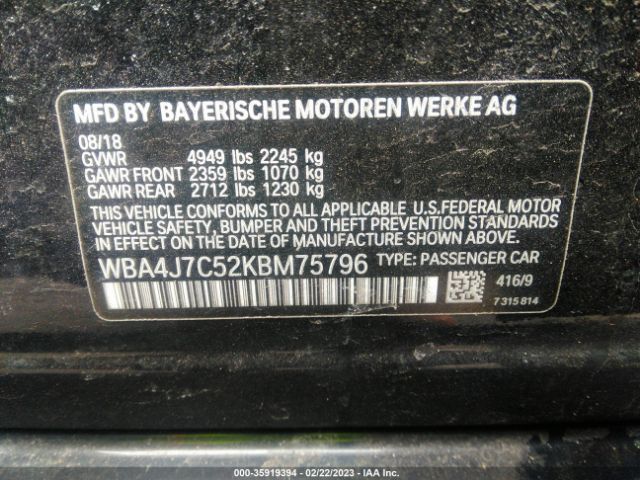 MFD BY BAYERISCHE MOTOREN WERKE AG
08/18
GVWR 4949 lbs 2245 kg
GAWR FRONT 2359 lbs 1070 kg
GAWR REAR 2712 lbs 1230 kg
THIS VEHICLE CONFORMS TO ALL APPLICABLE U.S.FEDERAL MOTOR
VEHICLE SAFETY, BUMPER AND THEFT PREVENTION STANDARDS
IN EFFECT ON THE DATE OF MANUFACTURE SHOWN ABOVE.
WBA4J7C52KBM75796 TYPE: PASSENGER CAR
416/9
7315814
000-35919394 - 02/22/2023 - IAA Inc.